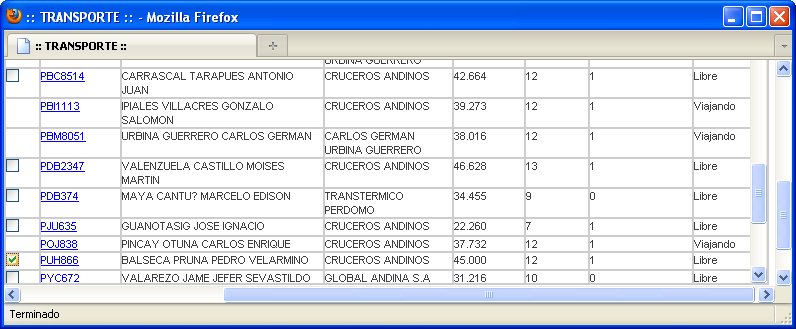 :: TRANSPORTE :: - Mozilla Firefox
:: TRANSPORTE ::
URBINA GUERRERO
PBC8514 CARRASCAL TARAPUES ANTONIO CRUCEROS ANDINOS 42.664 12 1 Libre
JUAN
PBI1113 IPIALES VILLACRES GONZALO CRUCEROS ANDINOS 39.273 12 1 Viajando
SALOMON
PBM8051 URBINA GUERRERO CARLOS GERMAN CARLOS GERMAN 38.016 12 1 Viajando
URBINA GUERRERO
PDB2347 VALENZUELA CASTILLO MOISES CRUCEROS ANDINOS 46.628 13 1 Libre
MARTIN
PDB374 MAYA CANTU? MARCELO EDISON TRANSTERMICO 34.455 9 0 Libre
PERDOMO
PJU635 GUANOTASIG JOSE IGNACIO CRUCEROS ANDINOS 22.260 7 1 Libre
POJ838 PINCAY OTUNA CARLOS ENRIQUE CRUCEROS ANDINOS 37.732 12 1 Viajando
PUH866 BALSECA PRUNA PEDRO VELARMINO CRUCEROS ANDINOS 45.000 12 1 Libre
PYC672 VALAREZO JAME JEFER SEVASTILDO GLOBAL ANDINA S.A 31.216 10 0 Libre
Terminado